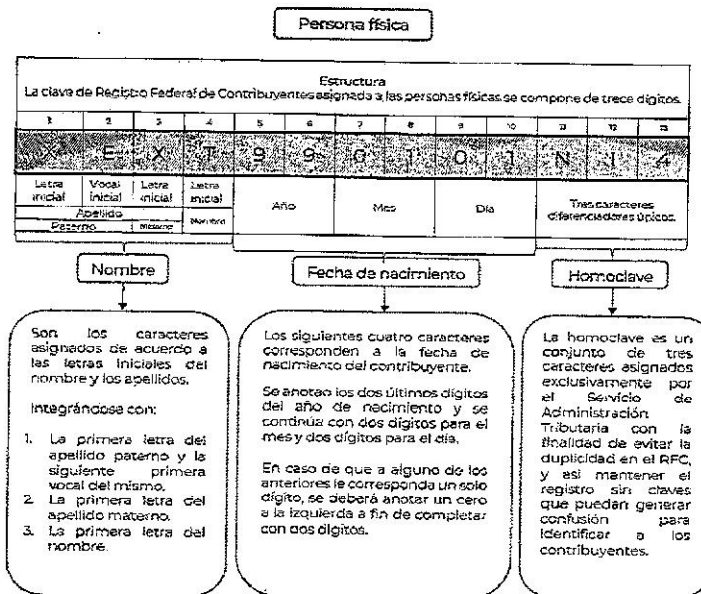 Persona física
Estructura
La clave de Registro Federal de Contribuyentes asignada a las personas físicas se compone de trece dígitos.
1 2 3 4 5 6 7 8 9 10 11 12 13
X E X T 9 9 0 1 0 1 N I 4
Letra inicial Vocal inicial Letra inicial Letra inicial Año Mes Día Tres caracteres diferenciadores únicos.
Apellido Nombre
Paterno Materno
Nombre Fecha de nacimiento Homoclave
Son los caracteres
asignados de acuerdo a
las letras iniciales del
nombre y los apellidos.
Integrándose con:
1. La primera letra del
apellido paterno y la
siguiente primera
vocal del mismo.
2. La primera letra del
apellido materno.
3. La primera letra del
nombre.
Los siguientes cuatro caracteres
corresponden a la fecha de
nacimiento del contribuyente.
Se anotan los dos últimos dígitos
del año de nacimiento y se
continúa con dos dígitos para el
mes y dos dígitos para el día.
En caso de que a alguno de los
anteriores le corresponda un solo
dígito, se deberá anotar un cero
a la izquierda a fin de completar
con dos dígitos.
La homoclave es un
conjunto de tres
caracteres asignados
exclusivamente por
el Servicio de
Administración
Tributaria con la
finalidad de evitar la
duplicidad en el RFC,
y así mantener el
registro sin claves
que puedan generar
confusión para
identificar a los
contribuyentes.